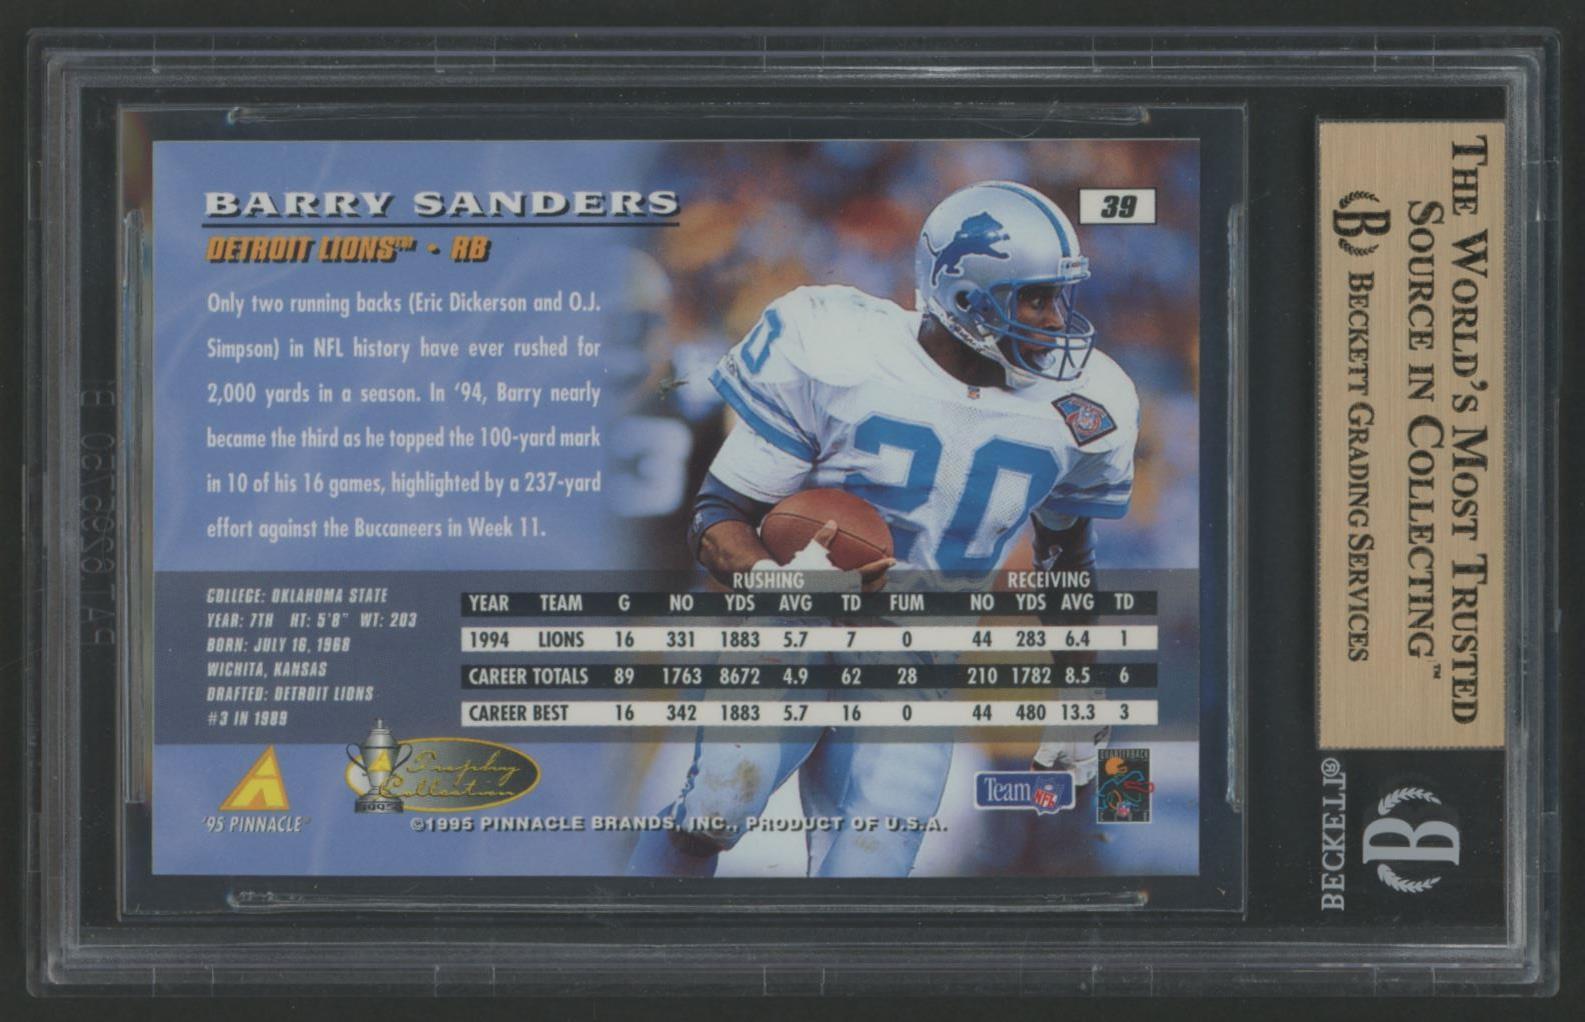 BARRY SANDERS
39
DETROIT LIONS™ • RB
Only two running backs (Eric Dickerson and O.J.
Simpson) in NFL history have ever rushed for
2,000 yards in a season. In '94, Barry nearly
became the third as he topped the 100-yard mark
in 10 of his 16 games, highlighted by a 237-yard
effort against the Buccaneers in Week 11.
20
20
3
COLLEGE: OKLAHOMA STATE
YEAR: 7TH HT: 5'8" WT: 203
BORN: JULY 16, 1968
WICHITA, KANSAS
DRAFTED: DETROIT LIONS
#3 IN 1989
RUSHING RECEIVING
YEAR TEAM G NO YDS AVG TD FUM NO YDS AVG TD
1994 LIONS 16 331 1883 5.7 7 0 44 283 6.4 1
CAREER TOTALS 89 1763 8672 4.9 62 28 210 1782 8.5 6
CAREER BEST 16 342 1883 5.7 16 0 44 480 13.3 3
'95 PINNACLE™
Trophy
Collection
1995
Team NFL
QUARTERBACK
©1995 PINNACLE BRANDS, INC., PRODUCT OF U.S.A.
THE WORLD'S MOST TRUSTED
SOURCE IN COLLECTING™
B BECKETT GRADING SERVICES
BECKETT®
B